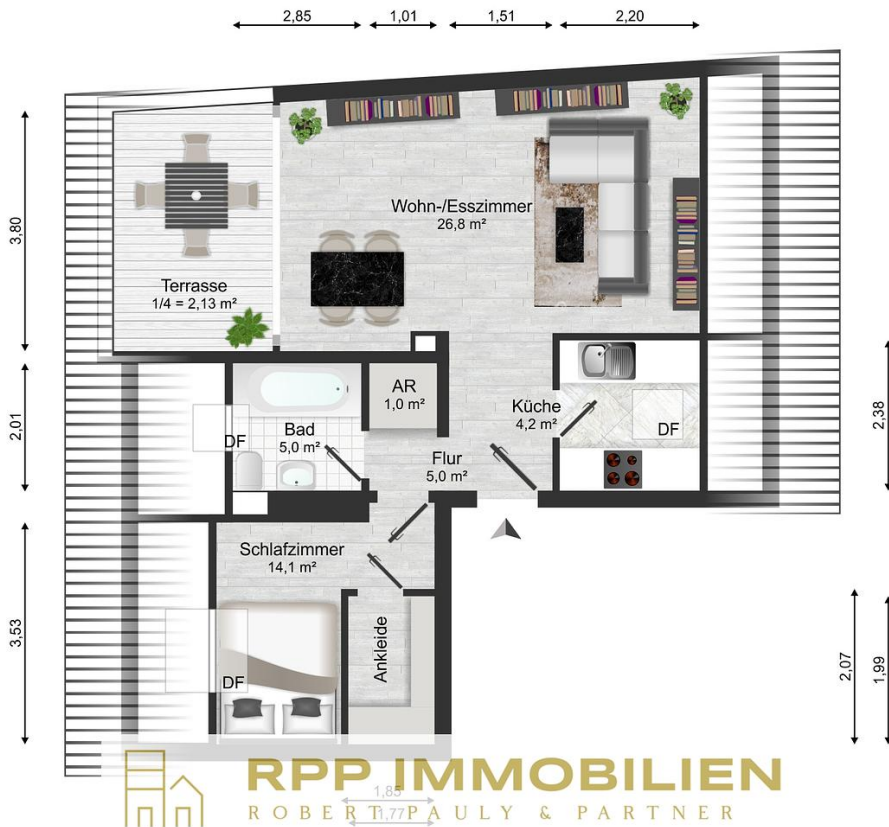 2,85 1,01 1,51 2,20
3,80
Wohn-/Esszimmer
26,8 m²
Terrasse
1/4 = 2,13 m²
2,01
2,38
AR
1,0 m²
Bad
5,0 m²
DF
Küche
4,2 m²
DF
Flur
5,0 m²
Schlafzimmer
14,1 m²
3,53
Ankleide
DF
2,07
1,99
RPP IMMOBILIEN
1,85
ROBERT PAULY & PARTNER
1,77